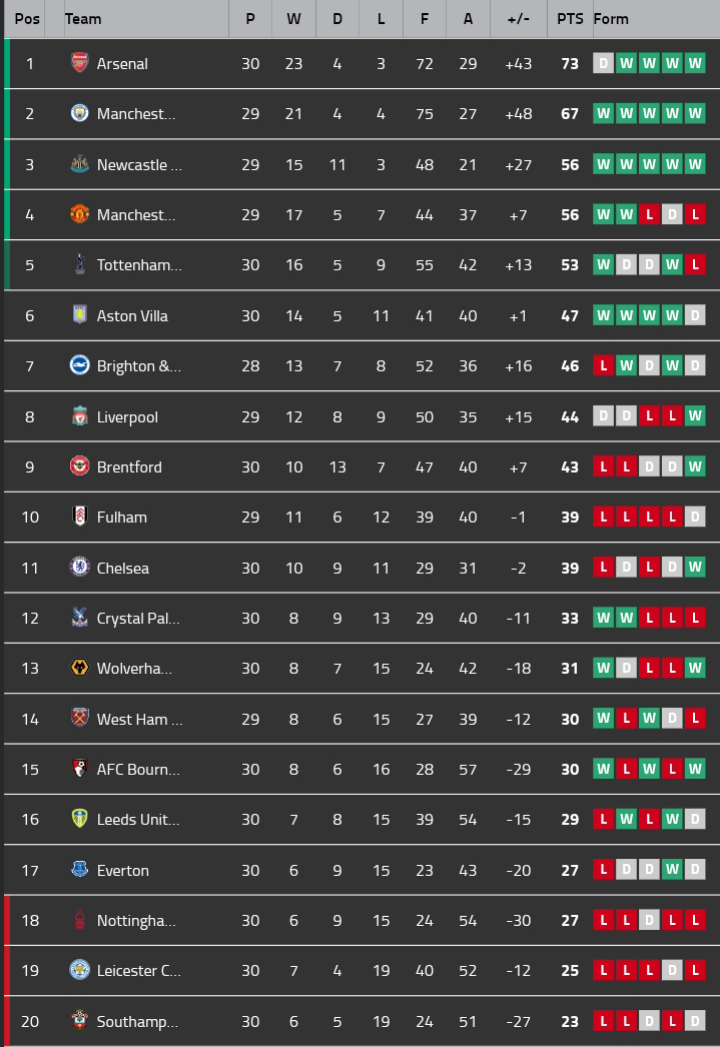 Pos Team P W D L F A +/- PTS Form
1 Arsenal 30 23 4 3 72 29 +43 73 D W W W W
2 Manchest... 29 21 4 4 75 27 +48 67 W W W W W
3 Newcastle ... 29 15 11 3 48 21 +27 56 W W W W W
4 Manchest... 29 17 5 7 44 37 +7 56 W W L D L
5 Tottenham... 30 16 5 9 55 42 +13 53 W D D W L
6 Aston Villa 30 14 5 11 41 40 +1 47 W W W W D
7 Brighton &... 28 13 7 8 52 36 +16 46 L W D W D
8 Liverpool 29 12 8 9 50 35 +15 44 D D L L W
9 Brentford 30 10 13 7 47 40 +7 43 L L D D W
10 Fulham 29 11 6 12 39 40 -1 39 L L L L D
11 Chelsea 30 10 9 11 29 31 -2 39 L D L D W
12 Crystal Pal... 30 8 9 13 29 40 -11 33 W W L L L
13 Wolverha... 30 8 7 15 24 42 -18 31 W D L L W
14 West Ham ... 29 8 6 15 27 39 -12 30 W L W D L
15 AFC Bourn... 30 8 6 16 28 57 -29 30 W L W L W
16 Leeds Unit... 30 7 8 15 39 54 -15 29 L W L W D
17 Everton 30 6 9 15 23 43 -20 27 L D D W D
18 Nottingha... 30 6 9 15 24 54 -30 27 L L D L L
19 Leicester C... 30 7 4 19 40 52 -12 25 L L L D L
20 Southamp... 30 6 5 19 24 51 -27 23 L L D L D